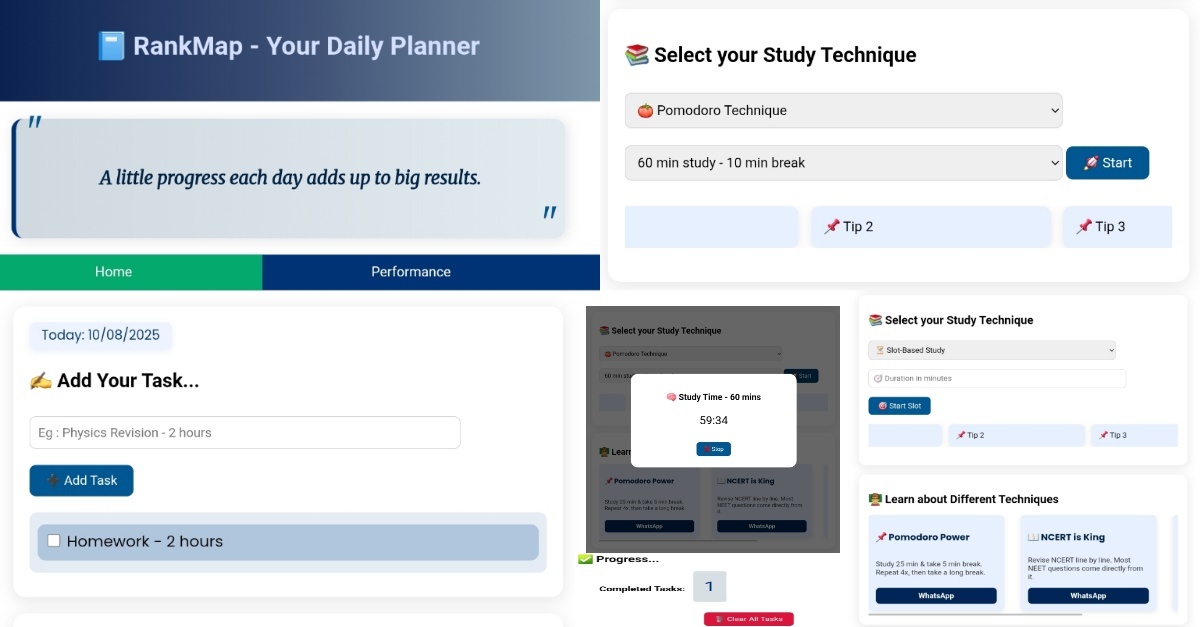 📘 RankMap - Your Daily Planner
"
A little progress each day adds up to big results.
"
Home Performance
Today: 10/08/2025
✍️ Add Your Task...
Eg : Physics Revision - 2 hours
➕ Add Task
Homework - 2 hours
📚 Select your Study Technique
🍅 Pomodoro Technique
60 min study - 10 min break
🚀 Start
📌 Tip 2
📌 Tip 3
📚 Select your Study Technique
🍅 Pomodoro Technique
60 min
Start
🧠 Study Time - 60 mins
59:34
Stop
Learn
📌 Pomodoro Power
Study 25 min & take 5 min break.
Repeat 4x, then take a long break.
WhatsApp
📖 NCERT is King
Revise NCERT line by line. Most
NEET questions come directly from
it.
WhatsApp
✅ Progress...
Completed Tasks: 1
Clear All Tasks
📚 Select your Study Technique
⏳ Slot-Based Study
🎯 Duration in minutes
🎯 Start Slot
📌 Tip 2
📌 Tip 3
👨‍🏫 Learn about Different Techniques
📌 Pomodoro Power
Study 25 min & take 5 min break.
Repeat 4x, then take a long break.
WhatsApp
📖 NCERT is King
Revise NCERT line by line. Most
NEET questions come directly from
it.
WhatsApp